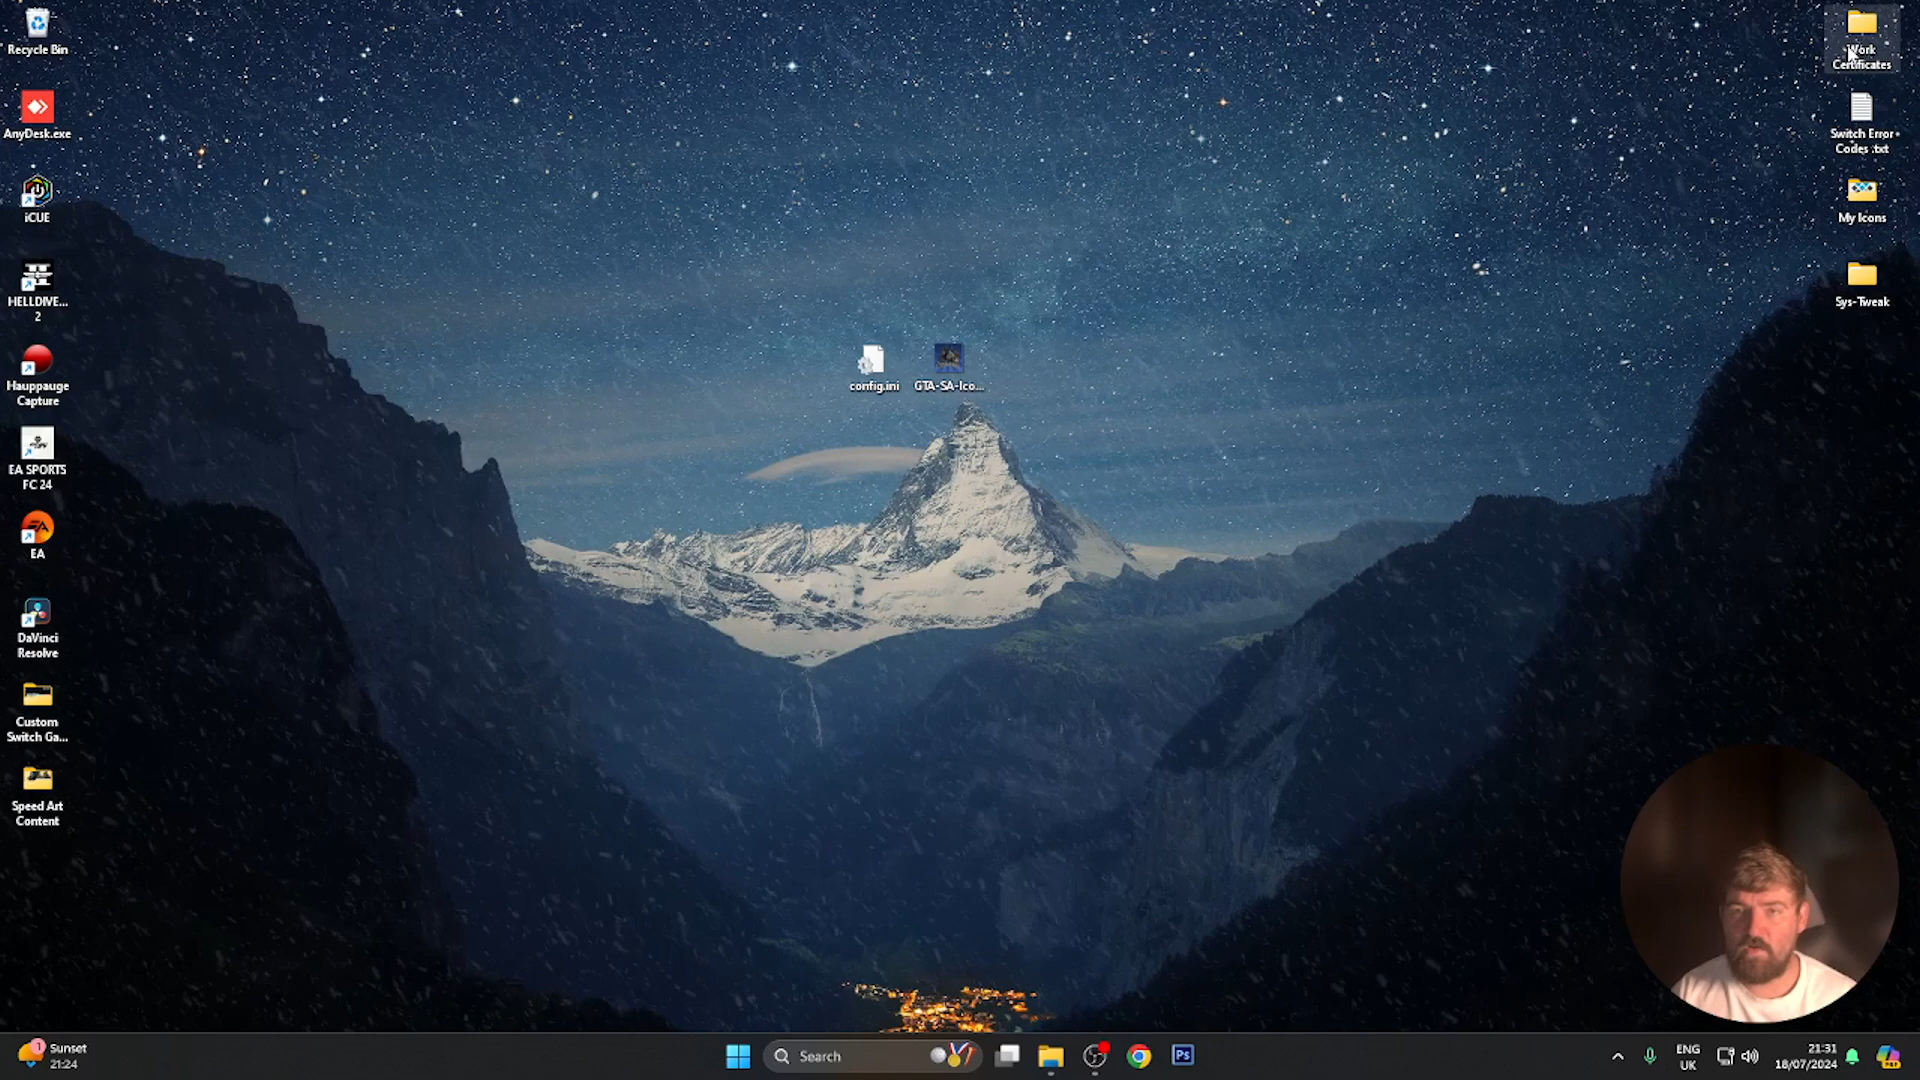 Recycle Bin
AnyDesk.exe
iCUE
HELLDIVE...
2
Hauppauge
Capture
EA SPORTS
FC 24
EA
DaVinci
Resolve
Custom
Switch Ga...
Speed Art
Content
config.ini
GTA-SA-Ico...
Work
Certificates
Switch Error
Codes .txt
My Icons
Sys-Tweak
1
Sunset
21:24
Search
Ps
ENG
UK
21:31
18/07/2024